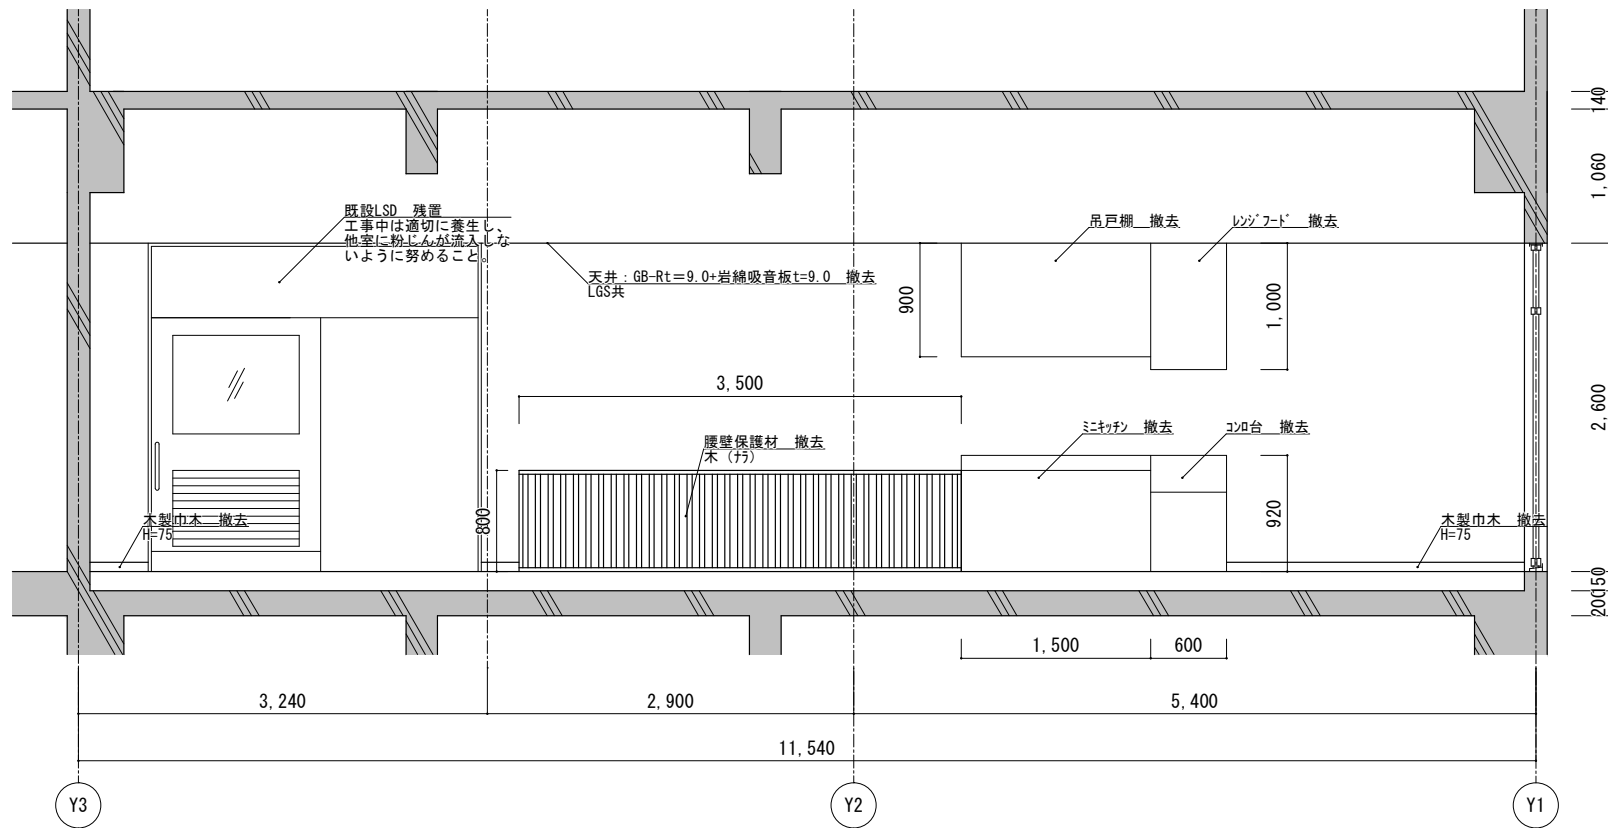 140
1,060
既設LSD　残置
工事中は適切に養生し、
他室に粉じんが流入しな
いように努めること。
吊戸棚　撤去
ﾚﾝｼﾞﾌｰﾄﾞ　撤去
天井：GB-Rt＝9.0+岩綿吸音板t=9.0　撤去
LGS共
900
1,000
3,500
2,600
腰壁保護材　撤去
木（ﾅﾗ）
ﾐﾆｷｯﾁﾝ　撤去
ｺﾝﾛ台　撤去
木製巾木　撤去
H=75
800
920
木製巾木　撤去
H=75
150
200
1,500
600
3,240
2,900
5,400
11,540
Y3
Y2
Y1